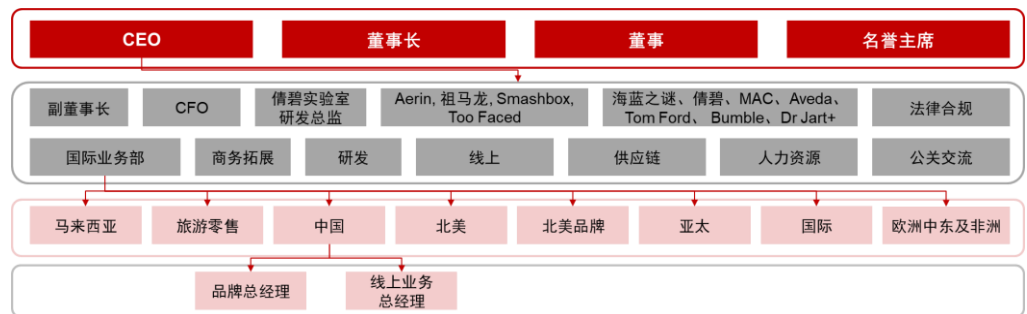 CEO
董事长
董事
名誉主席
副董事长
CFO
倩碧实验室
研发总监
Aerin, 祖马龙, Smashbox,
Too Faced
海蓝之谜、倩碧、MAC、Aveda、
Tom Ford、 Bumble、Dr Jart+
法律合规
国际业务部
商务拓展
研发
线上
供应链
人力资源
公关交流
马来西亚
旅游零售
中国
北美
北美品牌
亚太
国际
欧洲中东及非洲
品牌总经理
线上业务
总经理